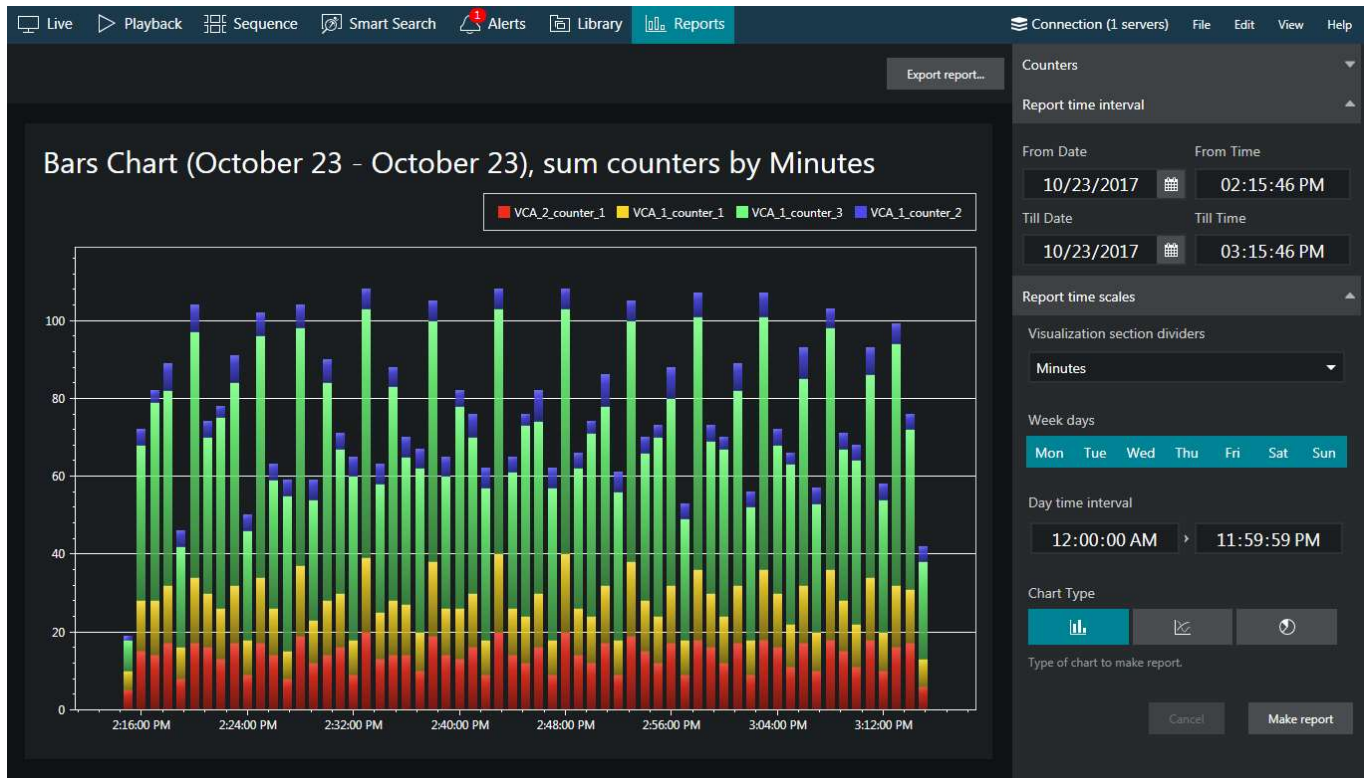 Live Playback Sequence Smart Search 1 Alerts Library Reports Connection (1 servers) File Edit View Help
Export report...
Bars Chart (October 23 - October 23), sum counters by Minutes
VCA_2_counter_1 VCA_1_counter_1 VCA_1_counter_3 VCA_1_counter_2
100
80
60
40
20
0
2:16:00 PM 2:24:00 PM 2:32:00 PM 2:40:00 PM 2:48:00 PM 2:56:00 PM 3:04:00 PM 3:12:00 PM
Counters
Report time interval
From Date From Time
10/23/2017 02:15:46 PM
Till Date Till Time
10/23/2017 03:15:46 PM
Report time scales
Visualization section dividers
Minutes
Week days
Mon Tue Wed Thu Fri Sat Sun
Day time interval
12:00:00 AM 11:59:59 PM
Chart Type
Type of chart to make report.
Cancel Make report